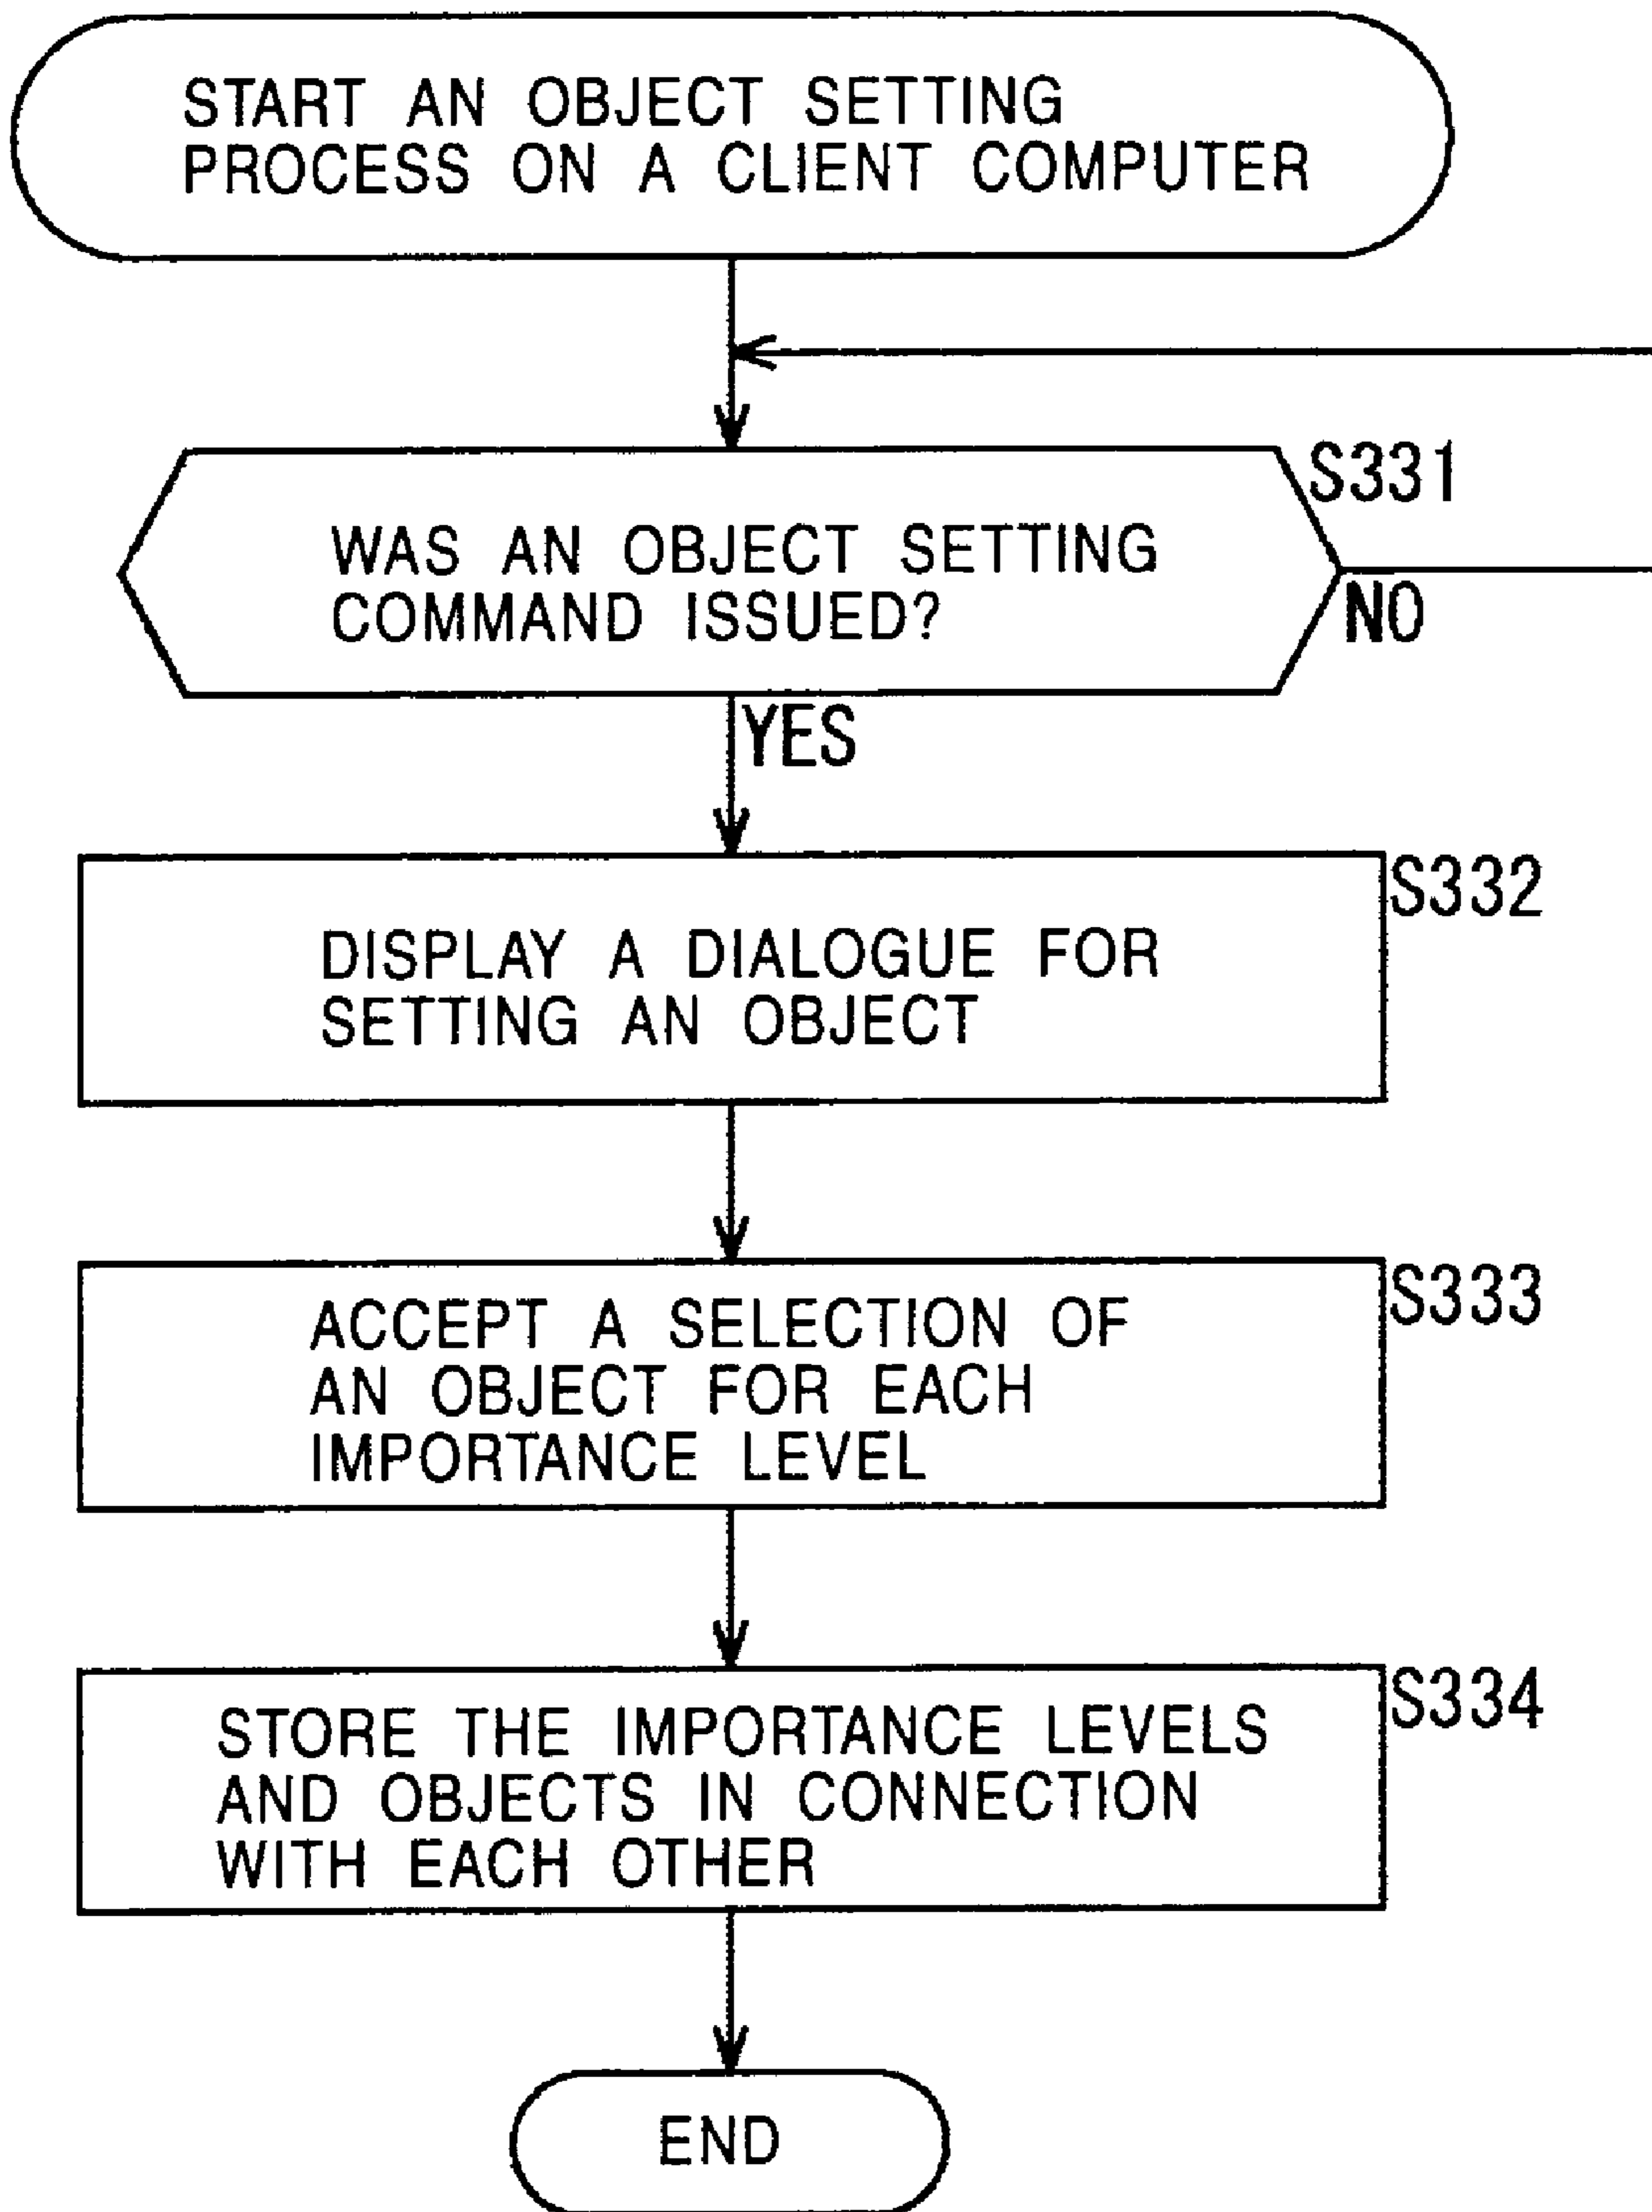 START AN OBJECT SETTING
PROCESS ON A CLIENT COMPUTER
S331
WAS AN OBJECT SETTING
COMMAND ISSUED?
NO
YES
S332
DISPLAY A DIALOGUE FOR
SETTING AN OBJECT
S333
ACCEPT A SELECTION OF
AN OBJECT FOR EACH
IMPORTANCE LEVEL
S334
STORE THE IMPORTANCE LEVELS
AND OBJECTS IN CONNECTION
WITH EACH OTHER
END